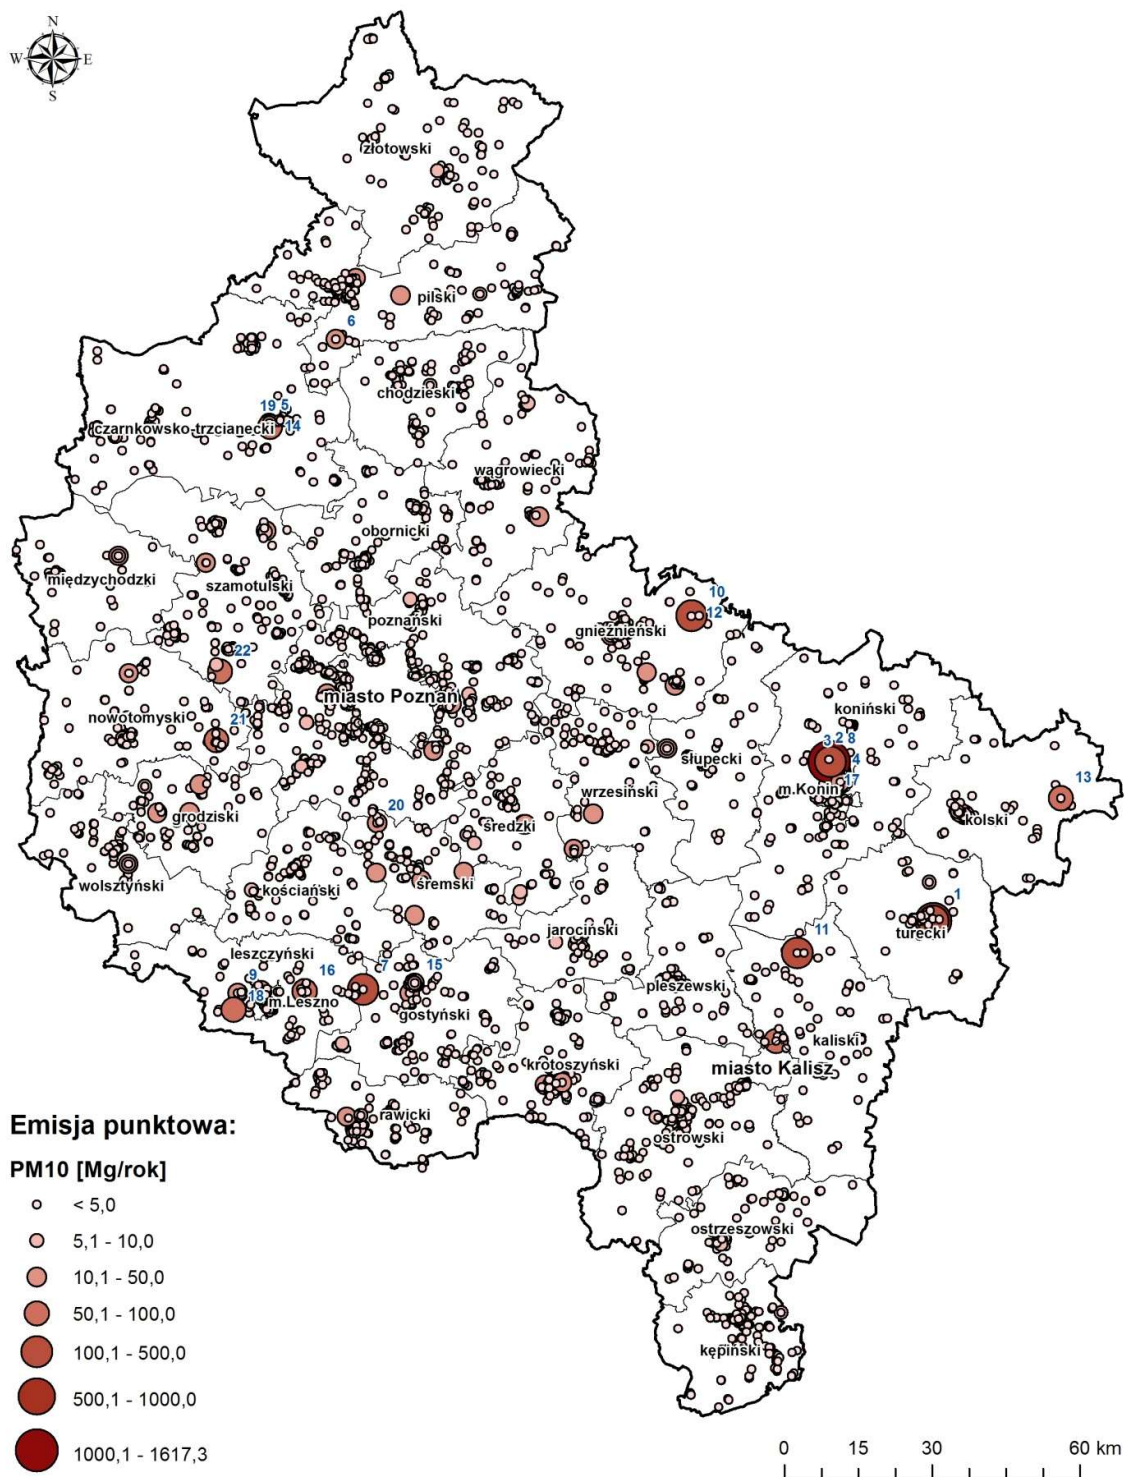 N
W E
S
złotowski
pilski
6
chodzieski
19 5
14
czarnkowsko-trzcianecki
wągrowiecki
obornicki
międzychodzki
szamotulski
10
12
poznański
gnieźnieński
22
miasto Poznań
nowotomyski
koniński
21
3 2 8
4
słupecki
17
13
m.Konin
wrzesiński
20
grodziski
średzki
kolski
wolsztyński
kościański
śremski
1
turecki
jarociński
11
leszczyński
9 16 7 15
18
m.Leszno
pleszewski
gostyński
kaliski
krotoszyński
miasto Kalisz
rawicki
ostrowski
Emisja punktowa:
PM10 [Mg/rok]
< 5,0
5,1 - 10,0
10,1 - 50,0
50,1 - 100,0
100,1 - 500,0
500,1 - 1000,0
1000,1 - 1617,3
ostrzeszowski
kępiński
0 15 30 60 km